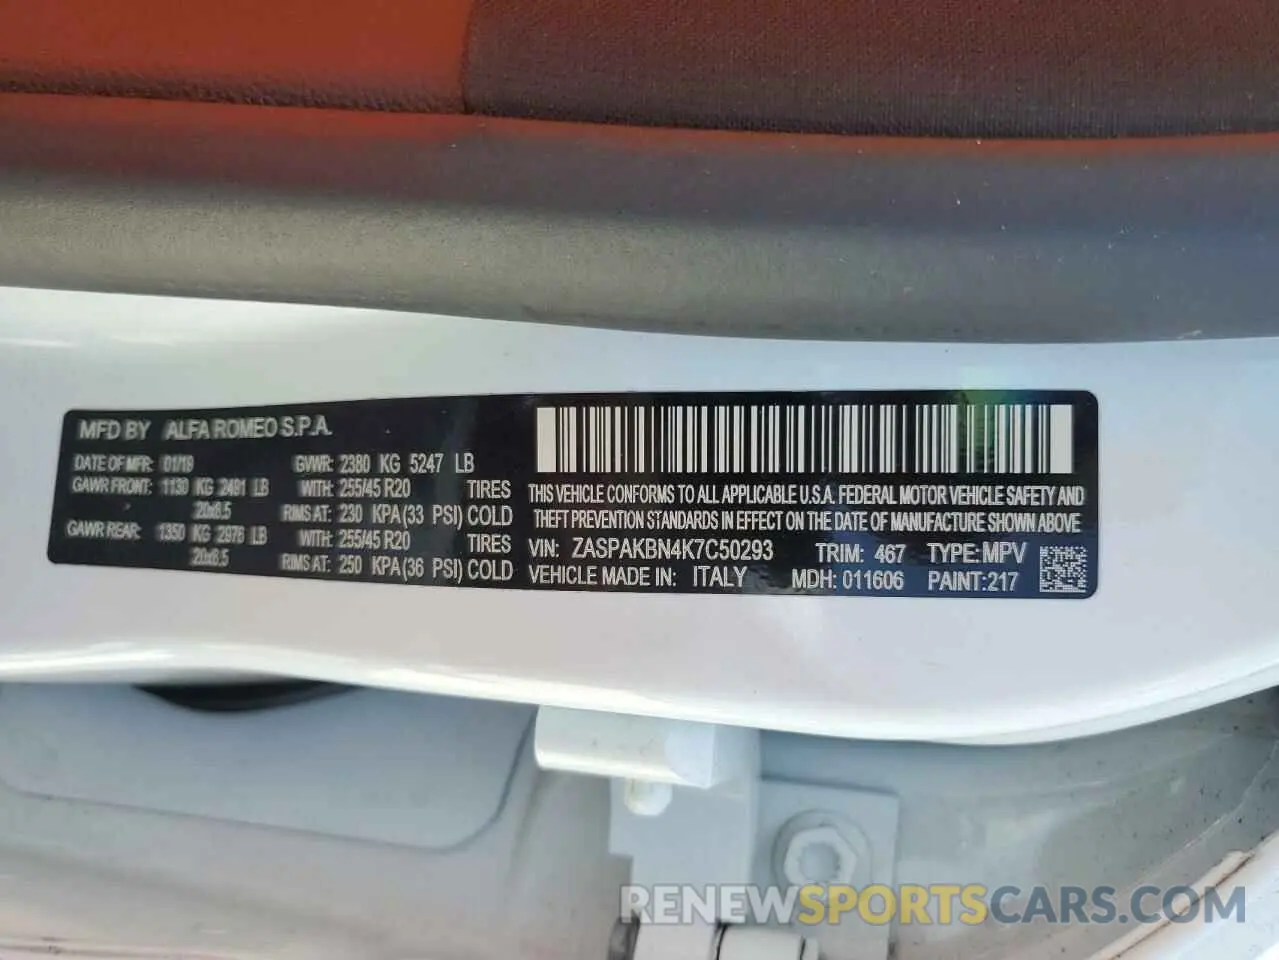 MFD BY ALFA ROMEO S.P.A.
DATE OF MFR: 01/19 GVWR: 2380 KG 5247 LB
GAWR FRONT: 1130 KG 2491 LB WITH: 255/45 R20 TIRES
20x8.5 RIMS AT: 230 KPA (33 PSI) COLD
GAWR REAR: 1350 KG 2976 LB WITH: 255/45 R20 TIRES
20x8.5 RIMS AT: 250 KPA (36 PSI) COLD
THIS VEHICLE CONFORMS TO ALL APPLICABLE U.S.A. FEDERAL MOTOR VEHICLE SAFETY AND
THEFT PREVENTION STANDARDS IN EFFECT ON THE DATE OF MANUFACTURE SHOWN ABOVE
VIN: ZASPAKBN4K7C50293 TRIM: 467 TYPE: MPV
VEHICLE MADE IN: ITALY MDH: 011606 PAINT:217
RENEWSPORTSCARS.COM